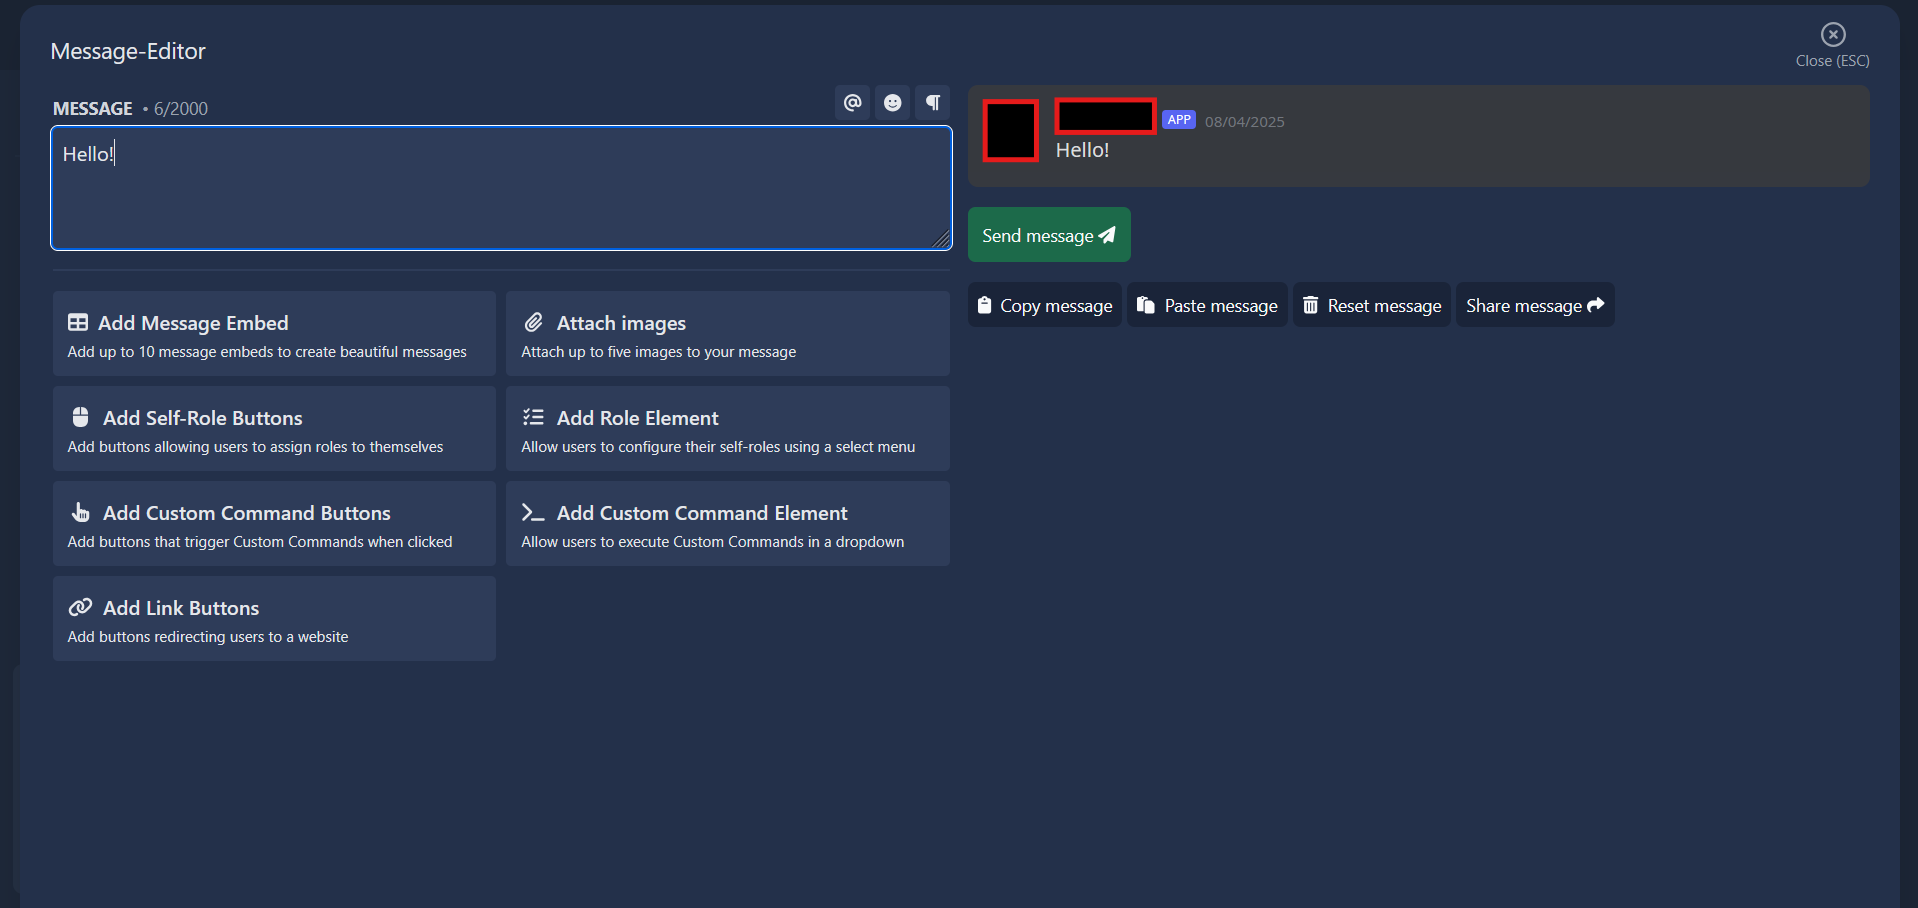 Message-Editor
Close (ESC)
MESSAGE • 6/2000
Hello!
APP 08/04/2025
Hello!
Send message
Copy message
Paste message
Reset message
Share message
Add Message Embed
Add up to 10 message embeds to create beautiful messages
Attach images
Attach up to five images to your message
Add Self-Role Buttons
Add buttons allowing users to assign roles to themselves
Add Role Element
Allow users to configure their self-roles using a select menu
Add Custom Command Buttons
Add buttons that trigger Custom Commands when clicked
Add Custom Command Element
Allow users to execute Custom Commands in a dropdown
Add Link Buttons
Add buttons redirecting users to a website